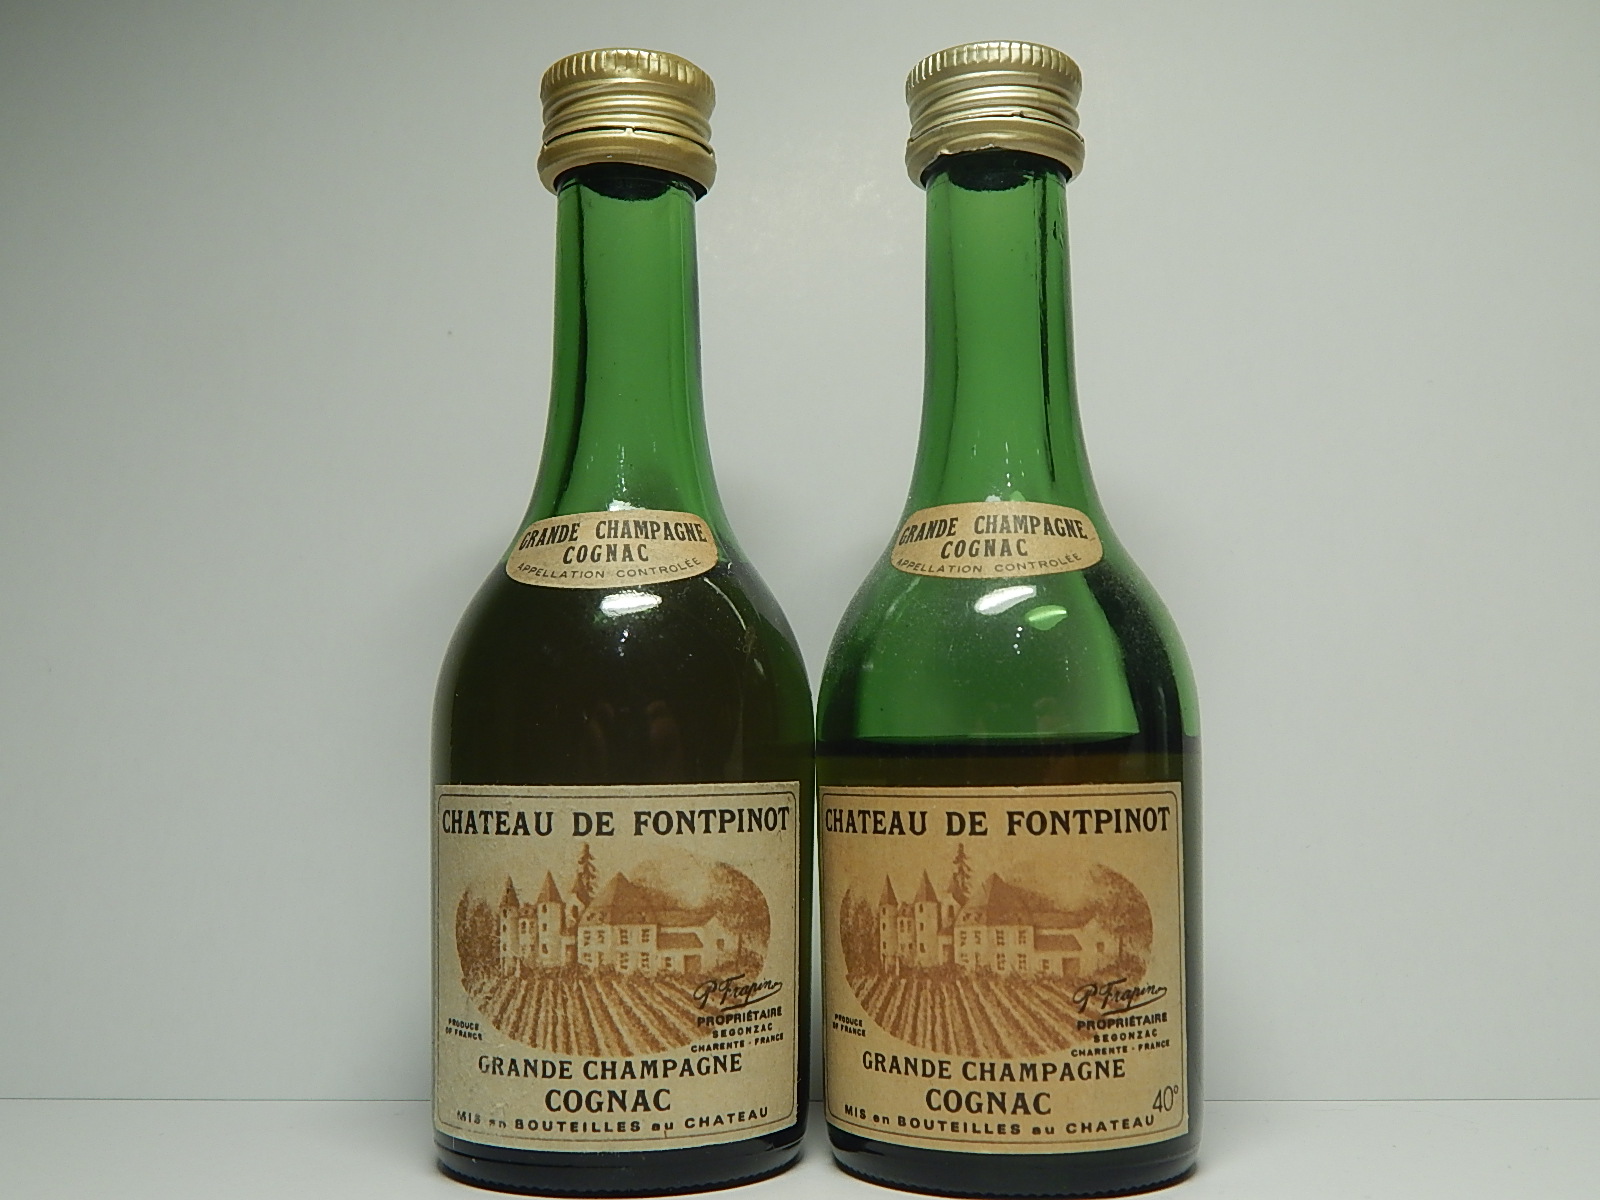 GRANDE CHAMPAGNE
COGNAC
APPELLATION CONTROLÉE
CHATEAU DE FONTPINOT
P. Frapin
PROPRIÉTAIRE
SEGONZAC
CHARENTE - FRANCE
PRODUCE
OF FRANCE
GRANDE CHAMPAGNE
COGNAC
MIS en BOUTEILLES au CHATEAU
GRANDE CHAMPAGNE
COGNAC
APPELLATION CONTROLÉE
CHATEAU DE FONTPINOT
P. Frapin
PROPRIÉTAIRE
SEGONZAC
CHARENTE - FRANCE
PRODUCE
OF FRANCE
GRANDE CHAMPAGNE
COGNAC
40°
MIS en BOUTEILLES au CHATEAU